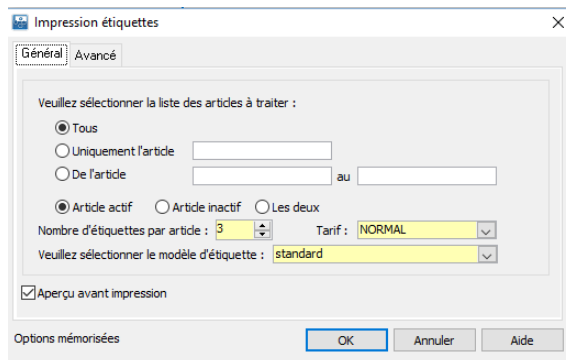 Impression étiquettes
Général Avancé
Veuillez sélectionner la liste des articles à traiter :
Tous
Uniquement l'article
De l'article au
Article actif Article inactif Les deux
Nombre d'étiquettes par article : 3 Tarif : NORMAL
Veuillez sélectionner le modèle d'étiquette : standard
Aperçu avant impression
Options mémorisées OK Annuler Aide